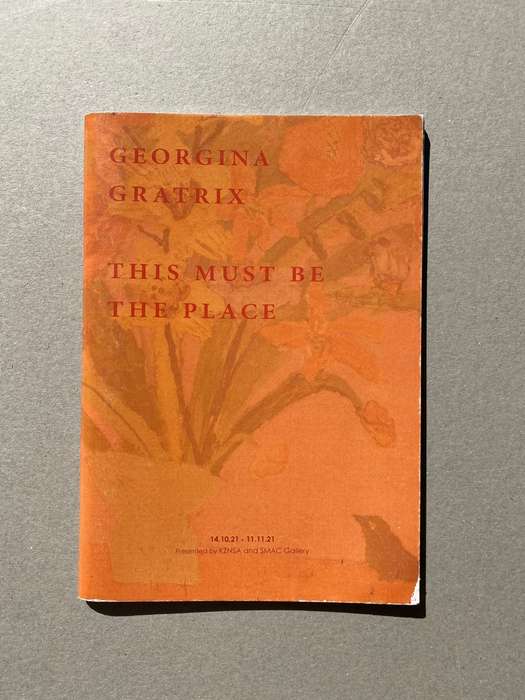 GEORGINA
GRATRIX
THIS MUST BE
THE PLACE
14.10.21 - 11.11.21
Presented by KZNSA and SMAC Gallery